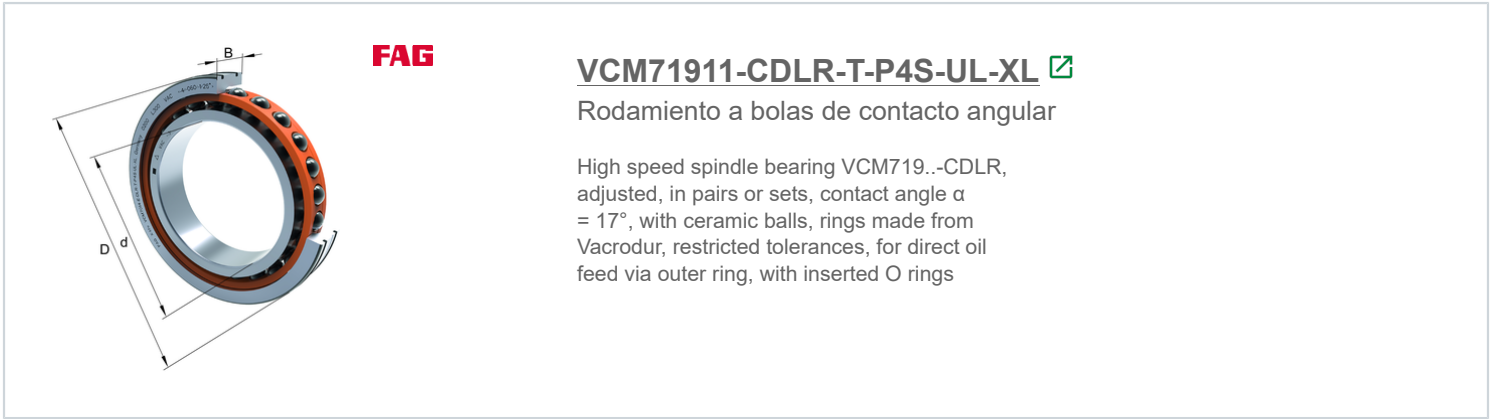 B
FAG
D
d
VCM71911-CDLR-T-P4S-UL-XL
Rodamiento a bolas de contacto angular
High speed spindle bearing VCM719..-CDLR,
adjusted, in pairs or sets, contact angle α
= 17°, with ceramic balls, rings made from
Vacrodur, restricted tolerances, for direct oil
feed via outer ring, with inserted O rings